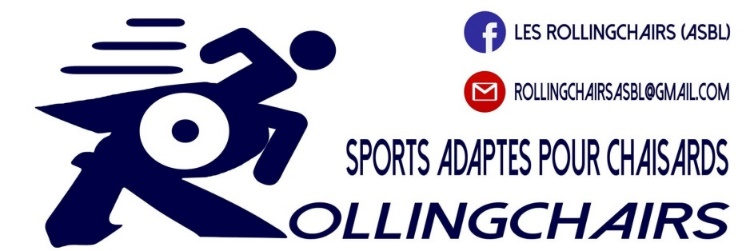 LES ROLLINGCHAIRS (ASBL)
ROLLINGCHAIRSASBL@GMAIL.COM
SPORTS ADAPTES POUR CHAISARDS
ROLLINGCHAIRS